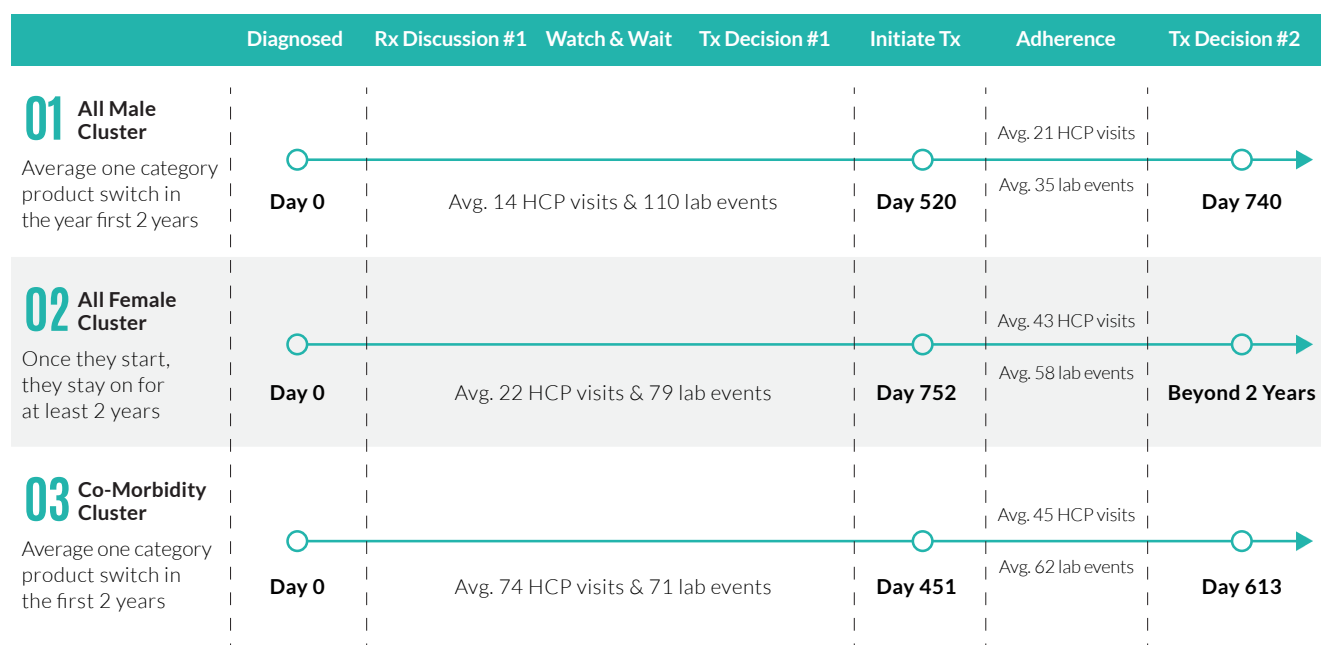 Diagnosed Rx Discussion #1 Watch & Wait Tx Decision #1 Initiate Tx Adherence Tx Decision #2
01 All Male
Cluster
Average one category
product switch in
the year first 2 years
Day 0
Avg. 14 HCP visits & 110 lab events
Day 520
Avg. 21 HCP visits
Avg. 35 lab events
Day 740
02 All Female
Cluster
Once they start,
they stay on for
at least 2 years
Day 0
Avg. 22 HCP visits & 79 lab events
Day 752
Avg. 43 HCP visits
Avg. 58 lab events
Beyond 2 Years
03 Co-Morbidity
Cluster
Average one category
product switch in
the first 2 years
Day 0
Avg. 74 HCP visits & 71 lab events
Day 451
Avg. 45 HCP visits
Avg. 62 lab events
Day 613